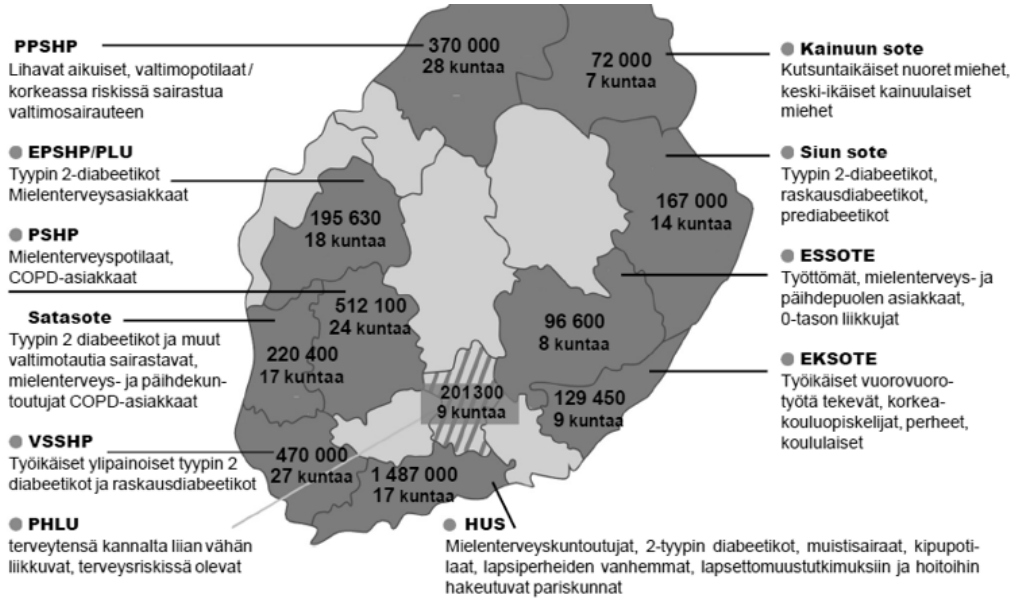 PPSHP
Lihavat aikuiset, valtimopotilaat/
korkeassa riskissä sairastua
valtimosairauteen
EPSHP/PLU
Tyypin 2-diabeetikot
Mielenterveysasiakkaat
PSHP
Mielenterveyspotilaat,
COPD-asiakkaat
Satasote
Tyypin 2 diabeetikot ja muut
valtimotautia sairastavat,
mielenterveys- ja päihdekun-
toutujat COPD-asiakkaat
VSSHP
Työikäiset ylipainoiset tyypin 2
diabeetikot ja raskausdiabeetikot
PHLU
terveytensä kannalta liian vähän
liikkuvat, terveysriskissä olevat
370 000
28 kuntaa
72 000
7 kuntaa
195 630
18 kuntaa
167 000
14 kuntaa
512 100
24 kuntaa
96 600
8 kuntaa
220 400
17 kuntaa
201300
9 kuntaa
129 450
9 kuntaa
470 000
27 kuntaa
1 487 000
17 kuntaa
Kainuun sote
Kutsuntaikäiset nuoret miehet,
keski-ikäiset kainuulaiset
miehet
Siun sote
Tyypin 2-diabeetikot,
raskausdiabeetikot,
prediabeetikot
ESSOTE
Työttömät, mielenterveys- ja
päihdepuolen asiakkaat,
0-tason liikkujat
EKSOTE
Työikäiset vuorovuoro-
työtä tekevät, korkea-
kouluopiskelijat, perheet,
koululaiset
HUS
Mielenterveyskuntoutujat, 2-tyypin diabeetikot, muistisairaat, kipupoti-
laat, lapsiperheiden vanhemmat, lapsettomuustutkimuksiin ja hoitoihin
hakeutuvat pariskunnat